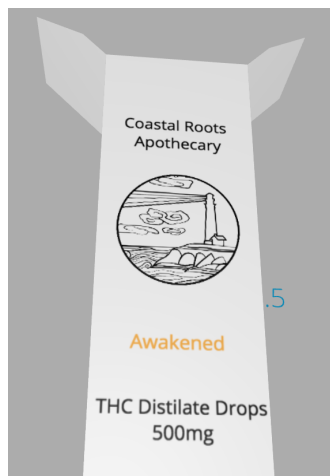 Coastal Roots
Apothecary
.5
Awakened
THC Distilate Drops
500mg